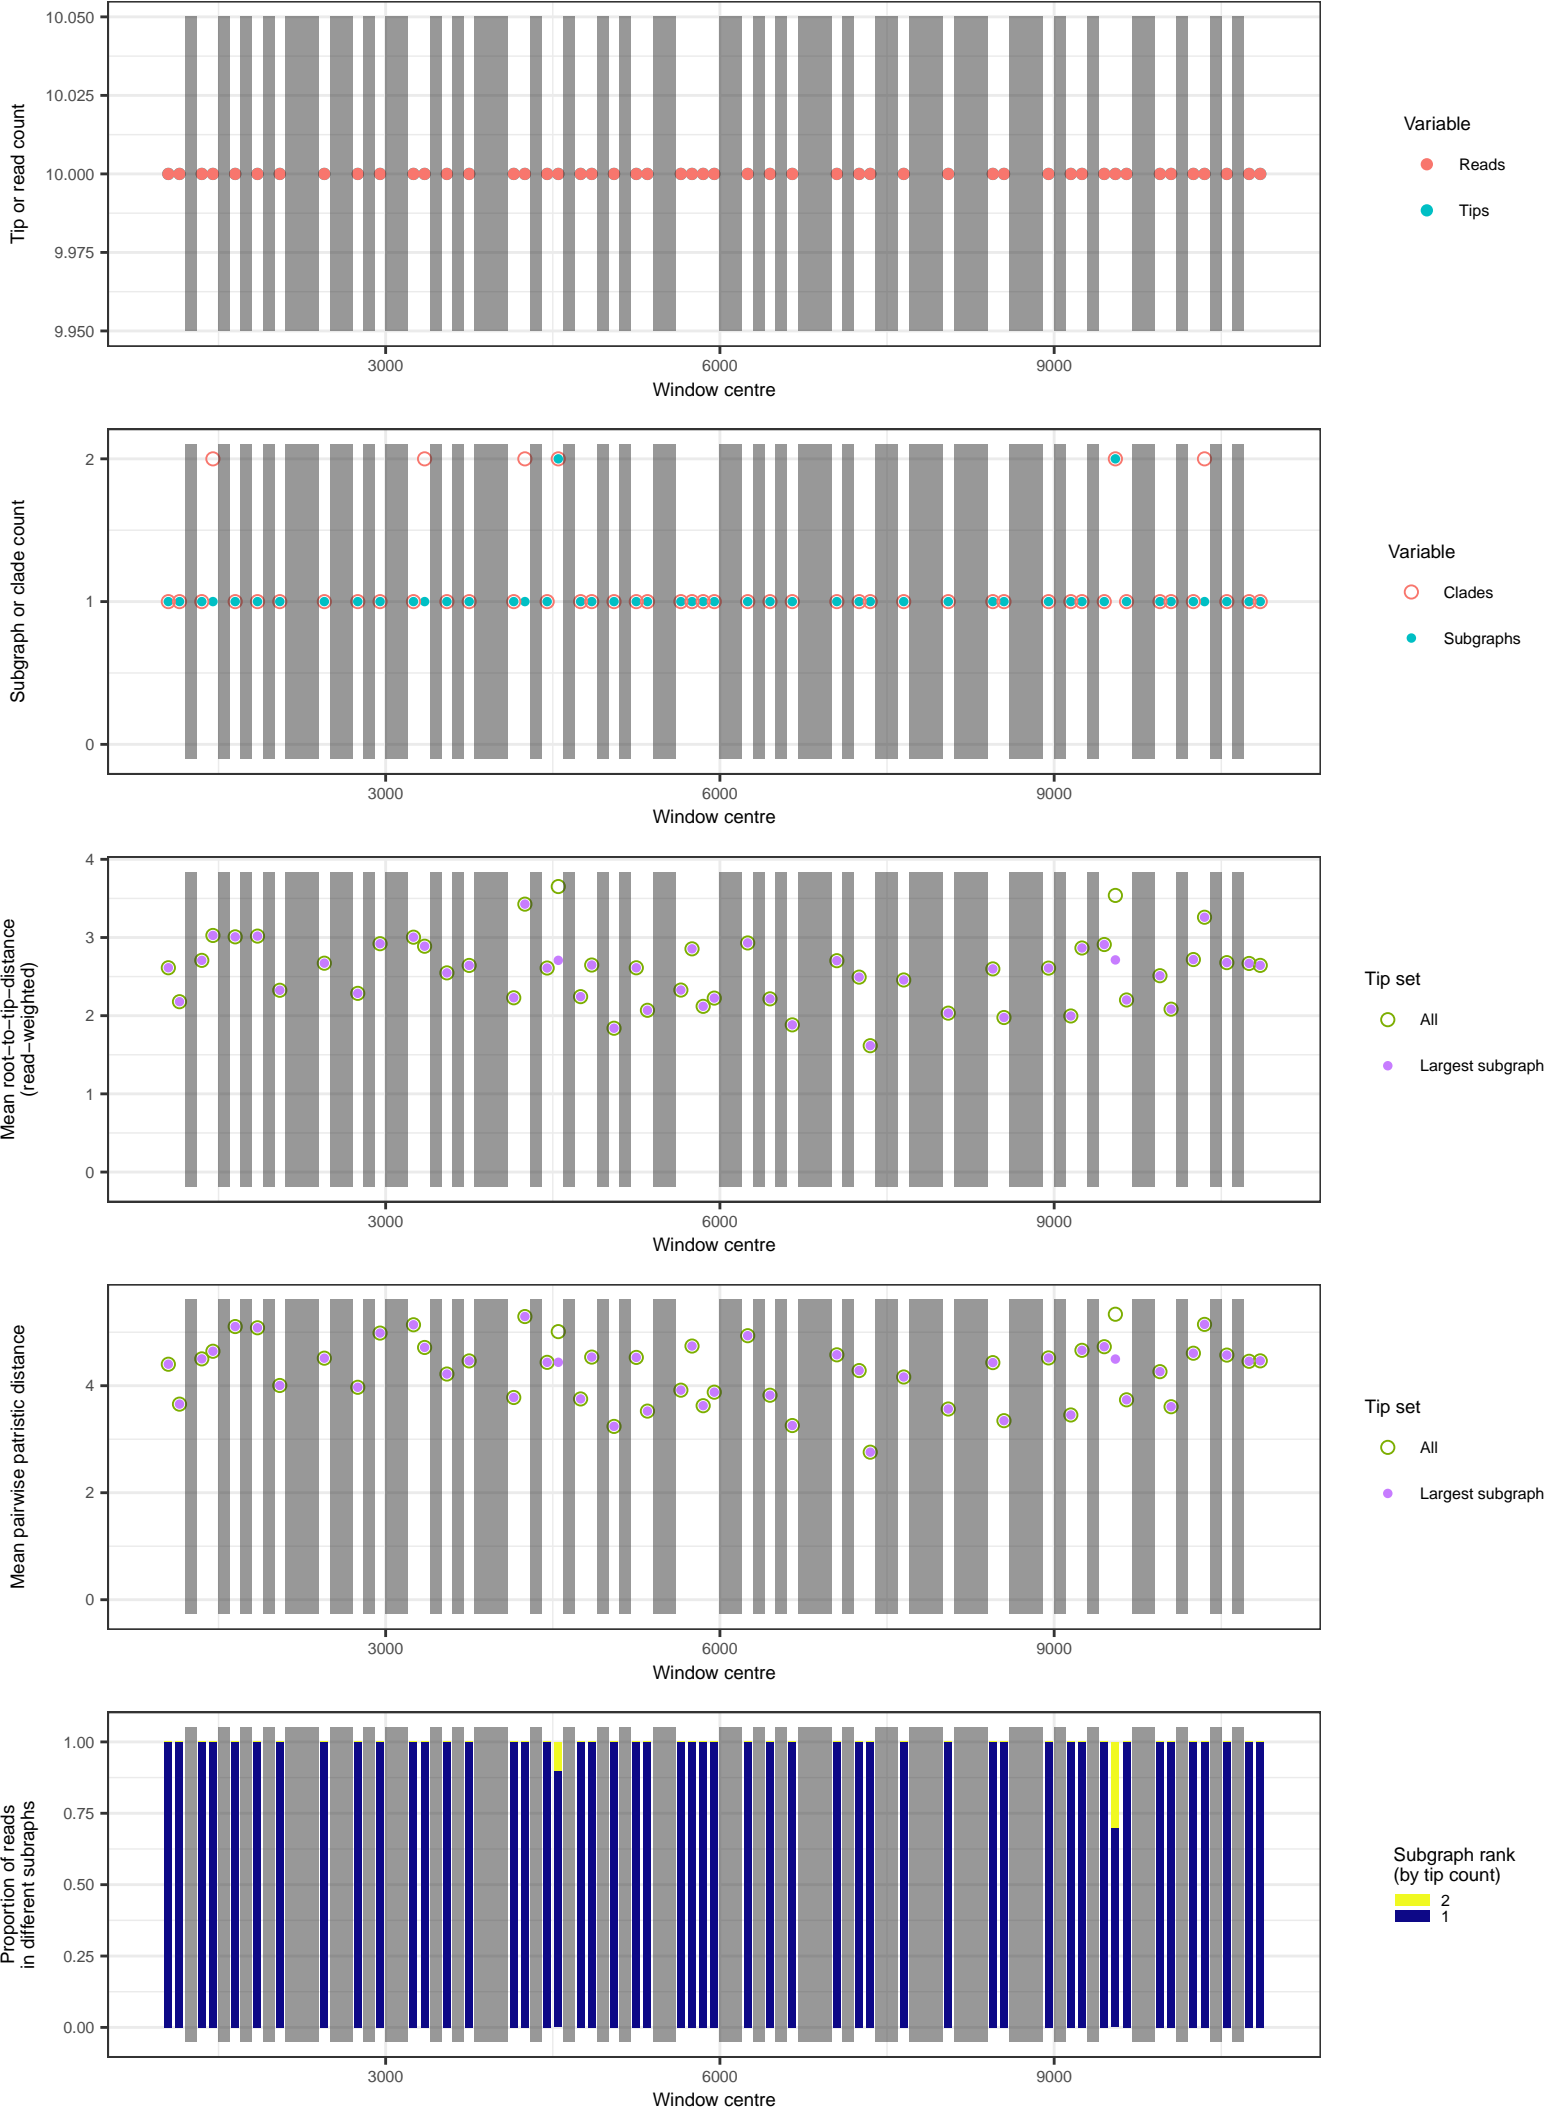 10.050
10.025
10.000
9.975
9.950
Tip or read count
3000
6000
9000
Window centre
Variable
Reads
Tips
2
1
0
Subgraph or clade count
3000
6000
9000
Window centre
Variable
Clades
Subgraphs
4
3
2
1
0
Mean root−to−tip−distance
(read−weighted)
3000
6000
9000
Window centre
Tip set
All
Largest subgraph
4
2
0
Mean pairwise patristic distance
3000
6000
9000
Window centre
Tip set
All
Largest subgraph
1.00
0.75
0.50
0.25
0.00
Proportion of reads
in different subraphs
3000
6000
9000
Window centre
Subgraph rank
(by tip count)
2
1